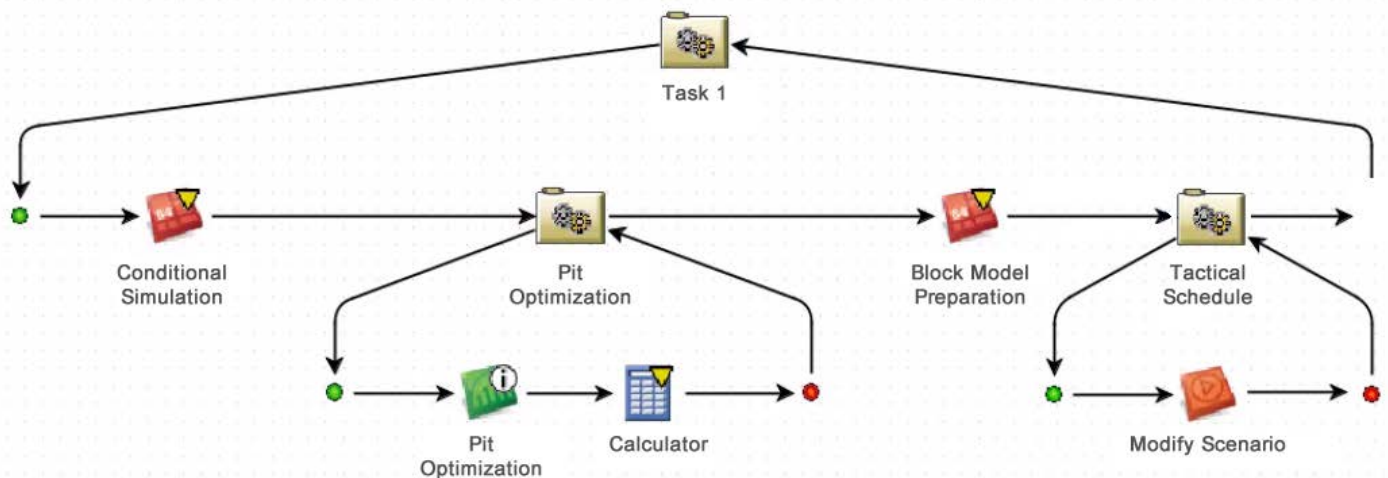 Task 1
Conditional
Simulation
Pit
Optimization
Block Model
Preparation
Tactical
Schedule
Pit
Optimization
Calculator
Modify Scenario